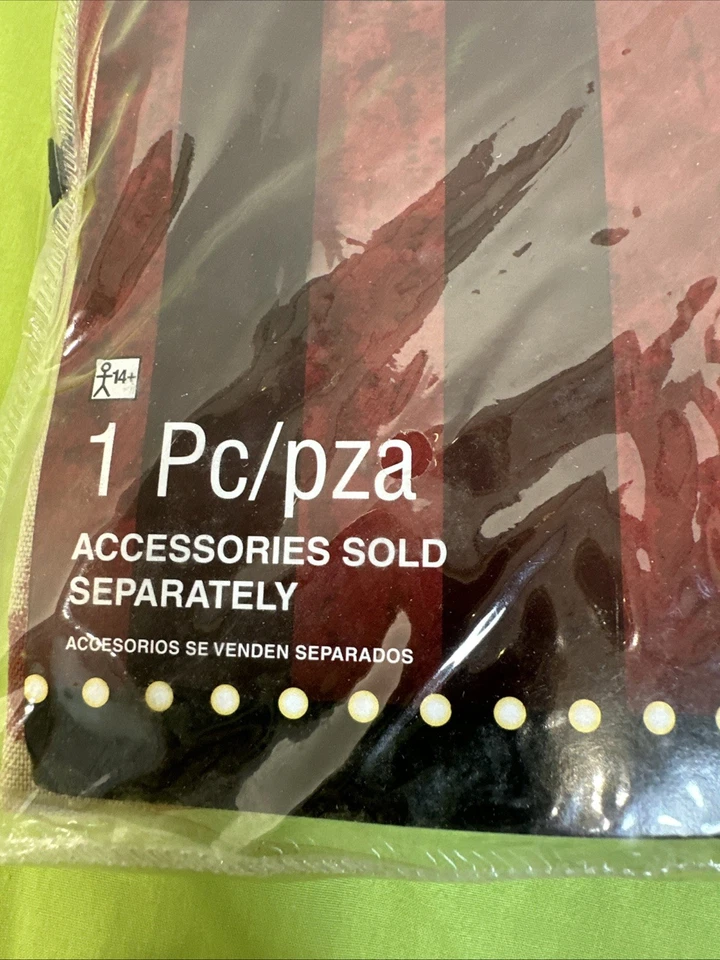 14+
1 Pc/pza
ACCESSORIES SOLD
SEPARATELY
ACCESORIOS SE VENDEN SEPARADOS